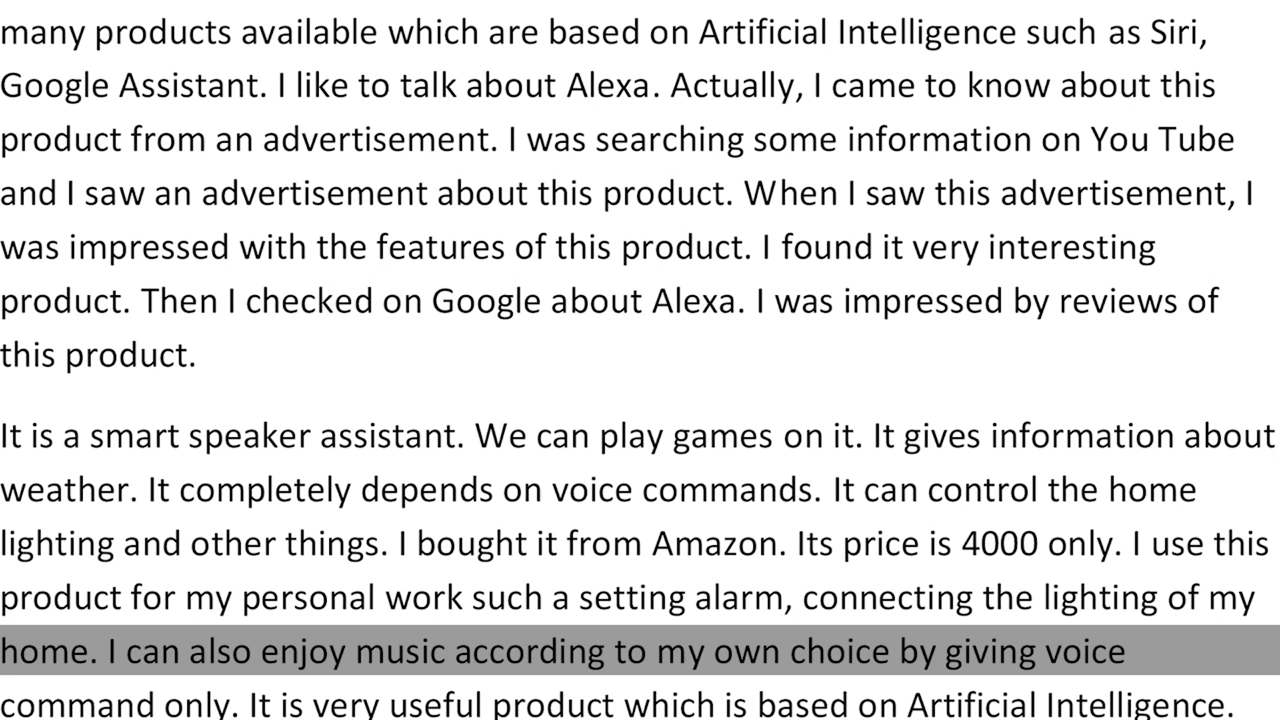 many products available which are based on Artificial Intelligence such as Siri,
Google Assistant. I like to talk about Alexa. Actually, I came to know about this
product from an advertisement. I was searching some information on You Tube
and I saw an advertisement about this product. When I saw this advertisement, I
was impressed with the features of this product. I found it very interesting
product. Then I checked on Google about Alexa. I was impressed by reviews of
this product.
It is a smart speaker assistant. We can play games on it. It gives information about
weather. It completely depends on voice commands. It can control the home
lighting and other things. I bought it from Amazon. Its price is 4000 only. I use this
product for my personal work such a setting alarm, connecting the lighting of my
home. I can also enjoy music according to my own choice by giving voice
command only. It is very useful product which is based on Artificial Intelligence.